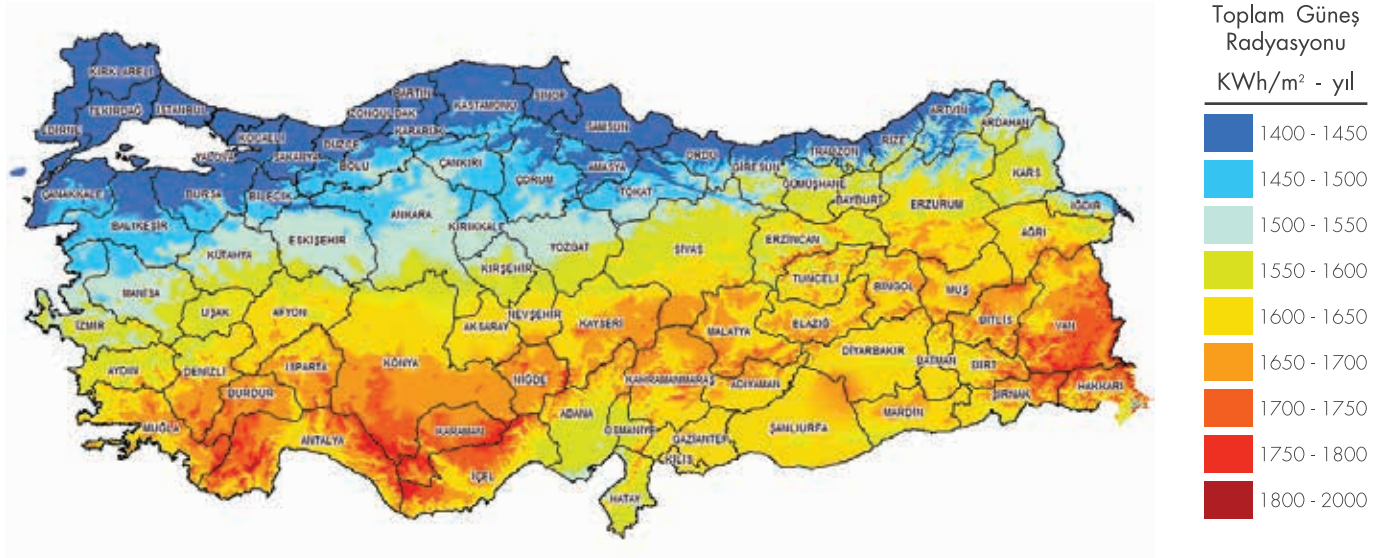 Toplam Güneş
Radyasyonu
KWh/m² - yıl
1400 - 1450
1450 - 1500
1500 - 1550
1550 - 1600
1600 - 1650
1650 - 1700
1700 - 1750
1750 - 1800
1800 - 2000
KIRKLARELİ
TEKİRDAĞ
İSTANBUL
EDİRNE
KOCAELİ
YALOVA
SAKARYA
DÜZCE
ZONGULDAK
BARTIN
KARABÜK
KASTAMONU
SİNOP
SAMSUN
BOLU
ÇANKIRI
ÇORUM
AMASYA
TOKAT
ORDU
GİRESUN
TRABZON
RİZE
ARTVİN
ARDAHAN
KARS
IĞDIR
GÜMÜŞHANE
BAYBURT
ERZURUM
AĞRI
ÇANAKKALE
BURSA
BİLECİK
BALIKESİR
KÜTAHYA
ESKİŞEHİR
ANKARA
KIRIKKALE
YOZGAT
SİVAS
ERZİNCAN
KIRŞEHİR
TUNCELİ
BİNGÖL
MUŞ
BİTLİS
VAN
MANİSA
İZMİR
UŞAK
AFYON
AKSARAY
NEVŞEHİR
KAYSERİ
MALATYA
ELAZIĞ
DİYARBAKIR
BATMAN
SİİRT
ŞIRNAK
HAKKARİ
AYDIN
DENİZLİ
ISPARTA
BURDUR
KONYA
NİĞDE
KAHRAMANMARAŞ
ADIYAMAN
MARDİN
MUĞLA
ANTALYA
KARAMAN
İÇEL
ADANA
OSMANİYE
GAZİANTEP
KİLİS
ŞANLIURFA
HATAY